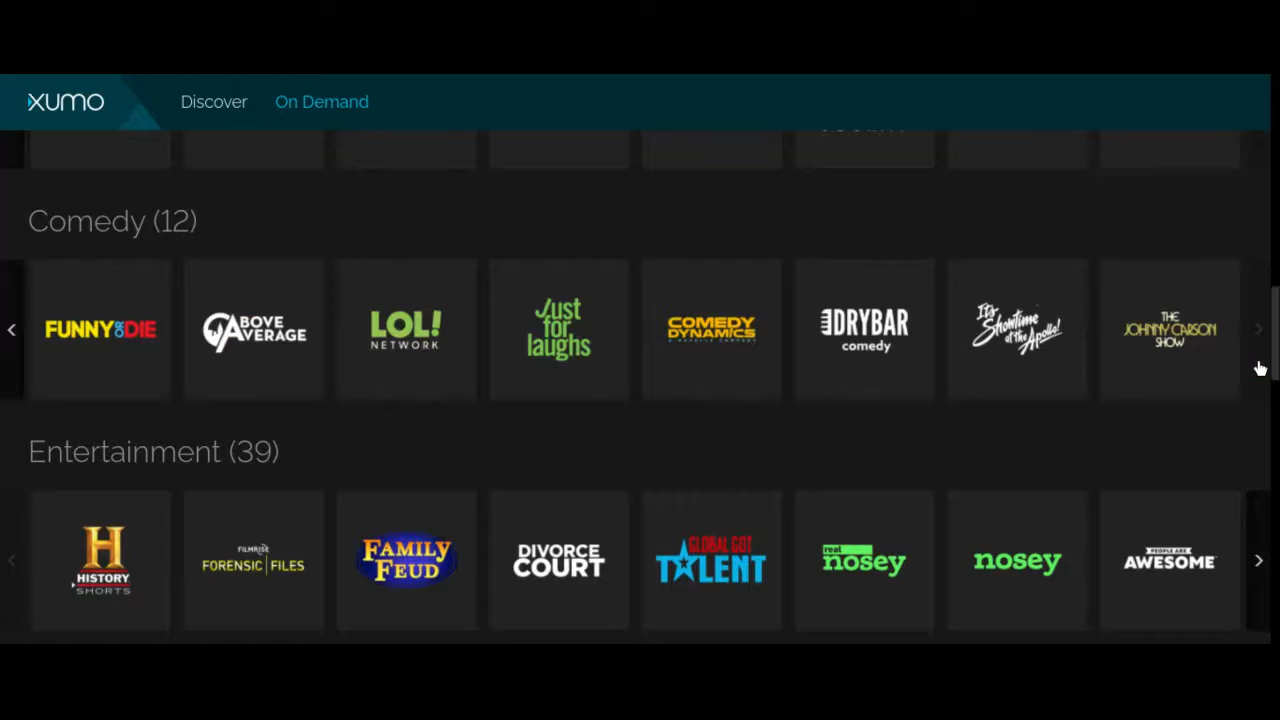 xumo
Discover
On Demand
Comedy (12)
FUNNY OR DIE
ABOVE
AVERAGE
LOL!
NETWORK
Just
for
laughs
COMEDY
DYNAMICS
DRYBAR
comedy
It's
Showtime
at the Apollo!
THE
JOHNNY CARSON
SHOW
Entertainment (39)
H
HISTORY
SHORTS
FILMRISE
FORENSIC FILES
FAMILY
FEUD
DIVORCE
COURT
GLOBAL GOT
TALENT
real
nosey
nosey
PEOPLE ARE
AWESOME